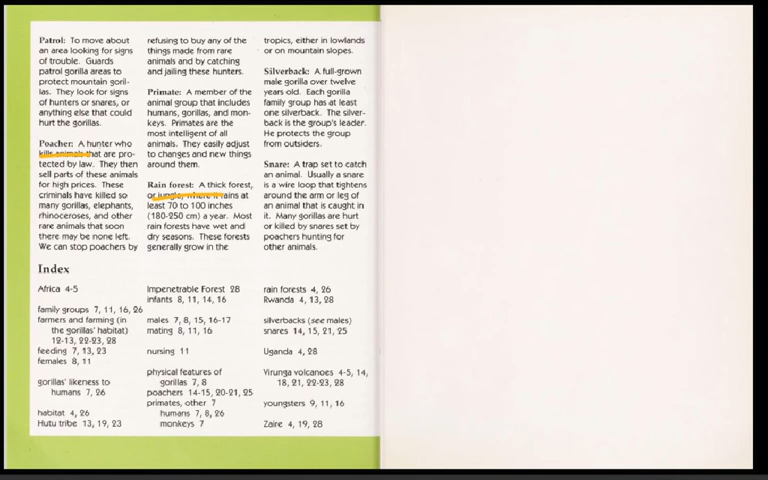 Patrol: To move about
an area looking for signs
of trouble. Guards
patrol gorilla areas to
protect mountain goril-
las. They look for signs
of hunters or snares, or
anything else that could
hurt the gorillas.
Poacher: A hunter who
kills animals that are pro-
tected by law. They then
sell parts of these animals
for high prices. These
criminals have killed so
many gorillas, elephants,
rhinoceroses, and other
rare animals that soon
there may be none left.
We can stop poachers by
refusing to buy any of the
things made from rare
animals and by catching
and jailing these hunters.
Primate: A member of the
animal group that includes
humans, gorillas, and mon-
keys. Primates are the
most intelligent of all
animals. They easily adjust
to changes and new things
around them.
Rain forest: A thick forest,
or jungle, where it rains at
least 70 to 100 inches
(180-250 cm) a year. Most
rain forests have wet and
dry seasons. These forests
generally grow in the
tropics, either in lowlands
or on mountain slopes.
Silverback: A full-grown
male gorilla over twelve
years old. Each gorilla
family group has at least
one silverback. The silver-
back is the group's leader.
He protects the group
from outsiders.
Snare: A trap set to catch
an animal. Usually a snare
is a wire loop that tightens
around the arm or leg of
an animal that is caught in
it. Many gorillas are hurt
or killed by snares set by
poachers hunting for
other animals.
Index
Africa 4-5
family groups 7, 11, 16, 26
farmers and farming (in
the gorillas' habitat)
12-13, 22-23, 28
feeding 7, 13, 23
females 8, 11
gorillas' likeness to
humans 7, 26
habitat 4, 26
Hutu tribe 13, 19, 23
Impenetrable Forest 28
infants 8, 11, 14, 16
males 7, 8, 15, 16-17
mating 8, 11, 16
nursing 11
physical features of
gorillas 7, 8
poachers 14-15, 20-21, 25
primates, other 7
humans 7, 8, 26
monkeys 7
rain forests 4, 26
Rwanda 4, 13, 28
silverbacks (see males)
snares 14, 15, 21, 25
Uganda 4, 28
Virunga volcanoes 4-5, 14,
18, 21, 22-23, 28
youngsters 9, 11, 16
Zaire 4, 19, 28